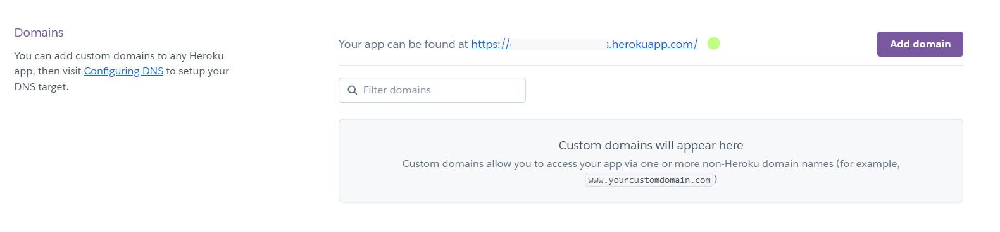 Domains
You can add custom domains to any Heroku
app, then visit Configuring DNS to setup your
DNS target.
Your app can be found at https:// s.herokuapp.com/
Add domain
Filter domains
Custom domains will appear here
Custom domains allow you to access your app via one or more non-Heroku domain names (for example,
www.yourcustomdomain.com)